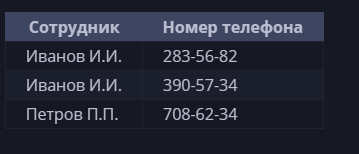 Сотрудник Номер телефона
Иванов И.И. 283-56-82
Иванов И.И. 390-57-34
Петров П.П. 708-62-34